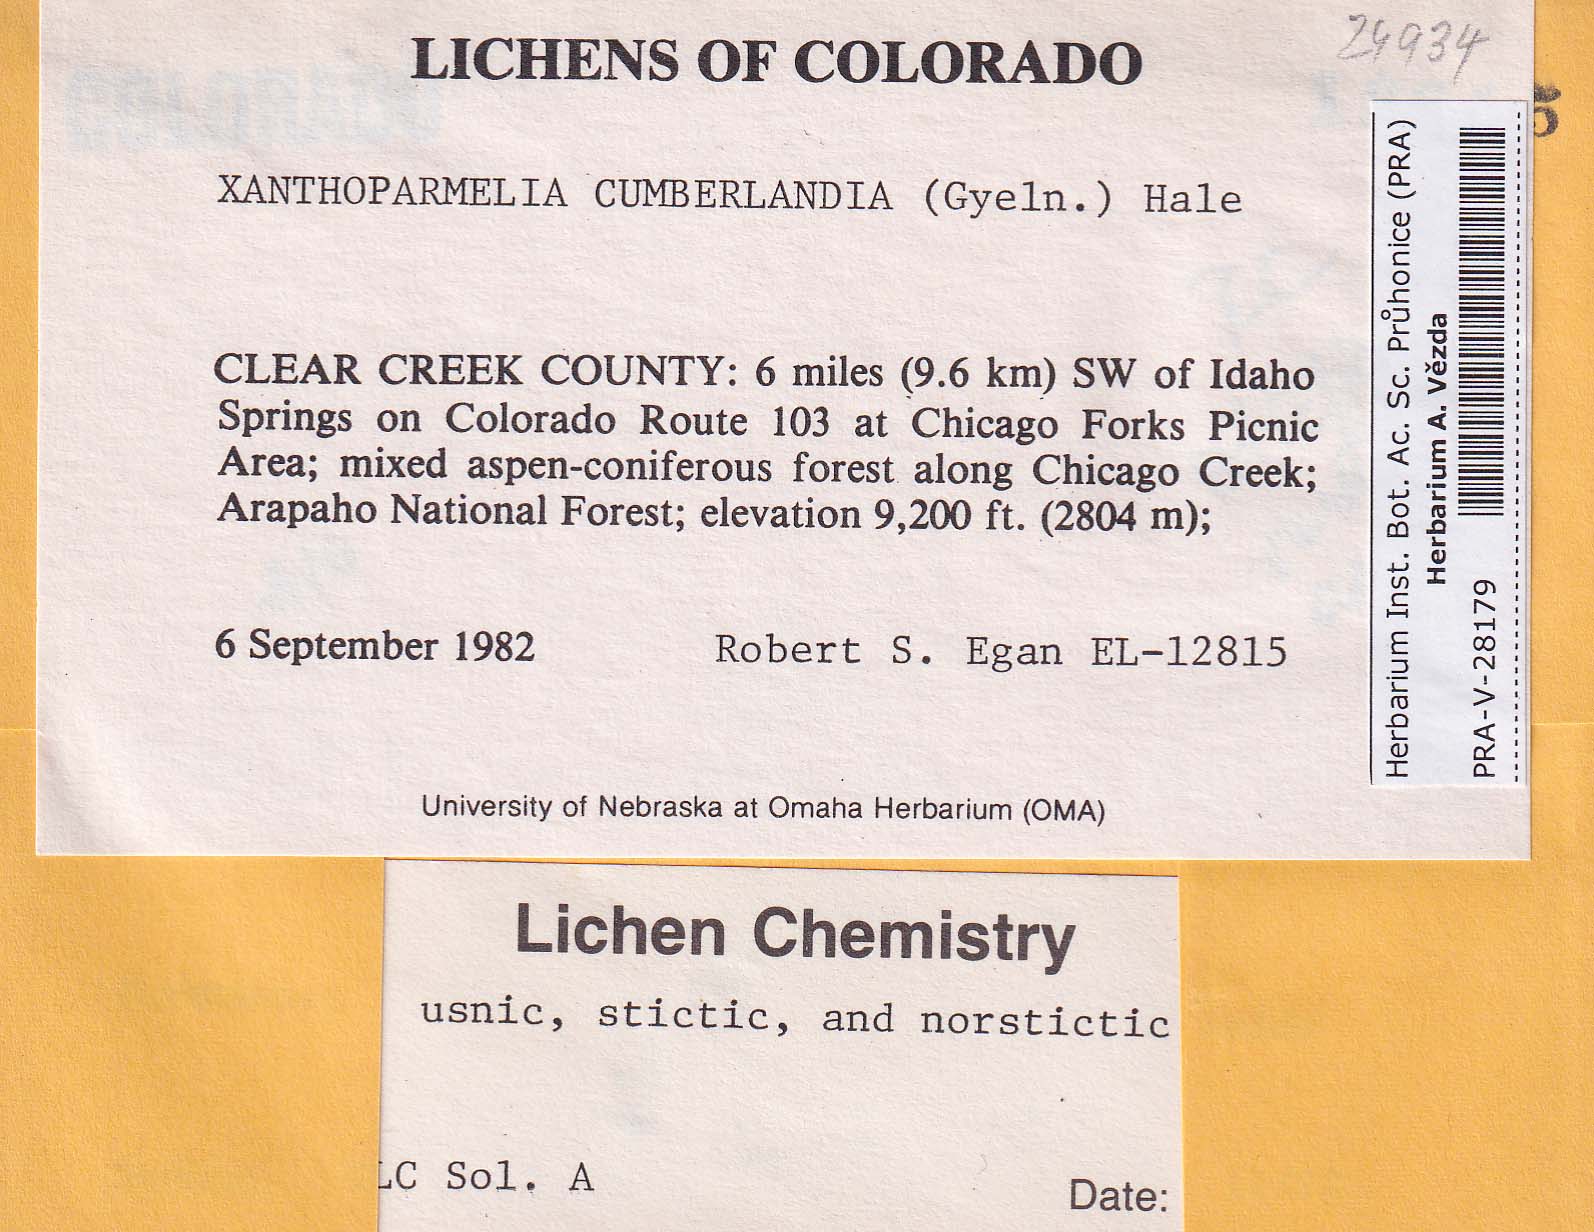 LICHENS OF COLORADO
24934
XANTHOPARMELIA CUMBERLANDIA (Gyeln.) Hale
CLEAR CREEK COUNTY: 6 miles (9.6 km) SW of Idaho
Springs on Colorado Route 103 at Chicago Forks Picnic
Area; mixed aspen-coniferous forest along Chicago Creek;
Arapaho National Forest; elevation 9,200 ft. (2804 m);
6 September 1982 Robert S. Egan EL-12815
University of Nebraska at Omaha Herbarium (OMA)
Herbarium Inst. Bot. Ac. Sc. Průhonice (PRA)
Herbarium A. Vězda
PRA-V-28179
Lichen Chemistry
usnic, stictic, and norstictic
LC Sol. A
Date: